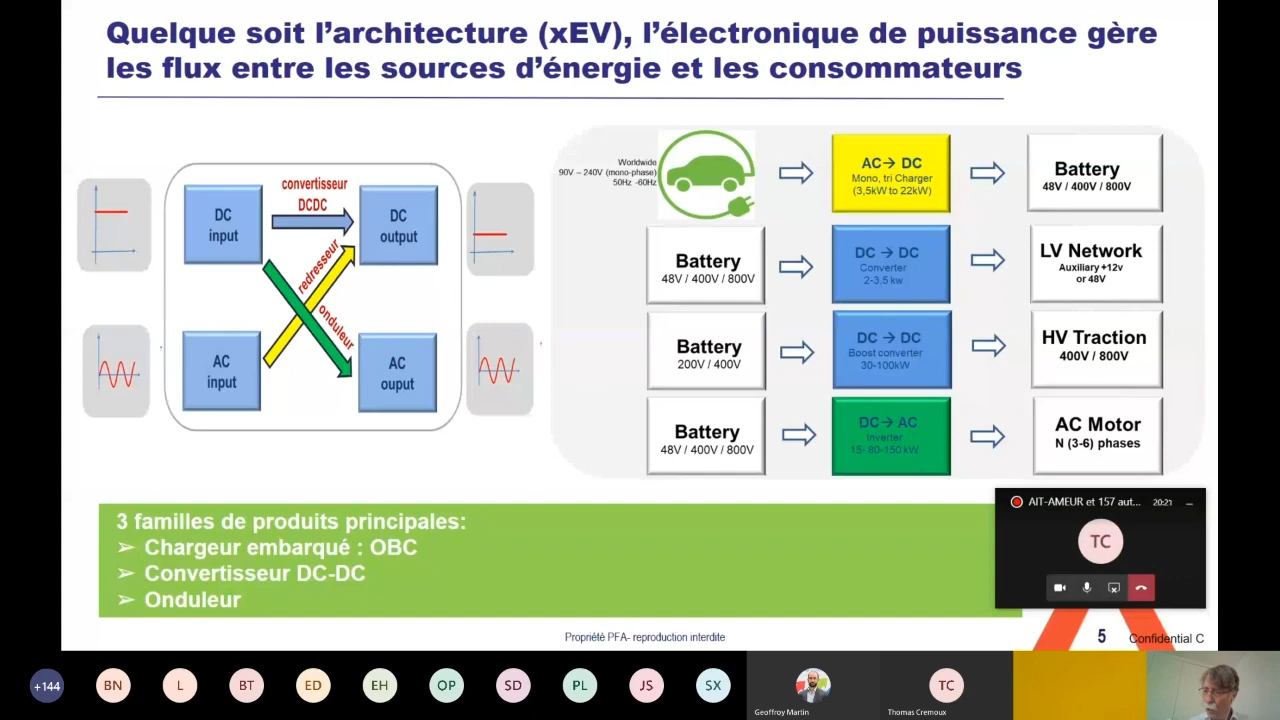 Quelque soit l’architecture (xEV), l’électronique de puissance gère
les flux entre les sources d’énergie et les consommateurs
convertisseur
DCDC
DC
input
DC
output
redresseur
onduleur
AC
input
AC
ouput
Worldwide
90V – 240V (mono-phase)
50Hz -60Hz
AC→ DC
Mono, tri Charger
(3,5kW to 22kW)
Battery
48V / 400V / 800V
Battery
48V / 400V / 800V
DC → DC
Converter
2-3.5 kw
LV Network
Auxiliary +12v
or 48V
Battery
200V / 400V
DC → DC
Boost converter
30-100kW
HV Traction
400V / 800V
Battery
48V / 400V / 800V
DC→ AC
Inverter
15- 80-150 kW
AC Motor
N (3-6) phases
3 familles de produits principales:
➢ Chargeur embarqué : OBC
➢ Convertisseur DC-DC
➢ Onduleur
AIT-AMEUR et 157 aut... 20:21
TC
Propriété PFA- reproduction interdite
5
Confidential C
+144
BN
L
BT
ED
EH
OP
SD
PL
JS
SX
Geoffroy Martin
TC
Thomas Cremoux